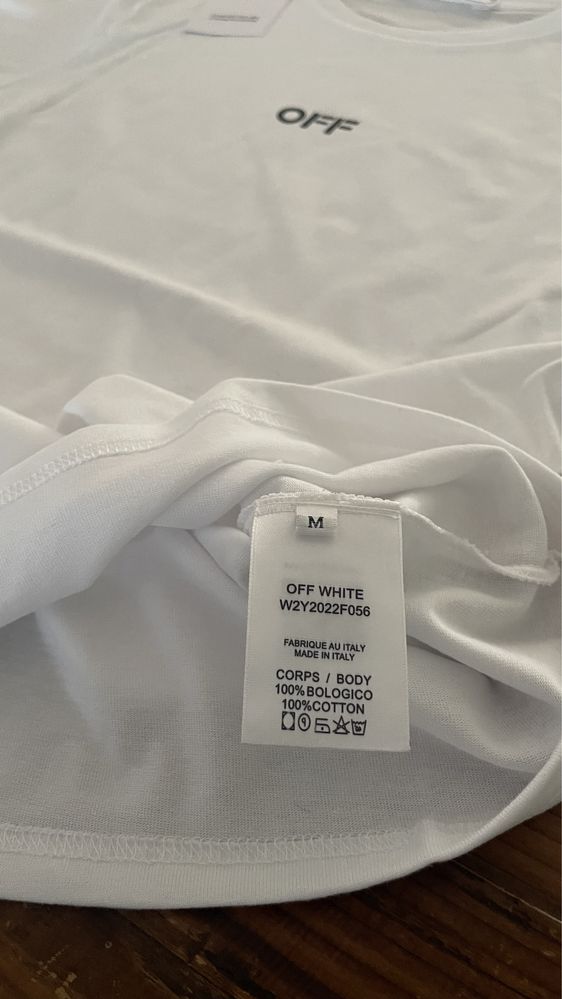 OFF
M
OFF WHITE
W2Y2022F056
FABRIQUE AU ITALY
MADE IN ITALY
CORPS / BODY
100%BOLOGICO
100%COTTON